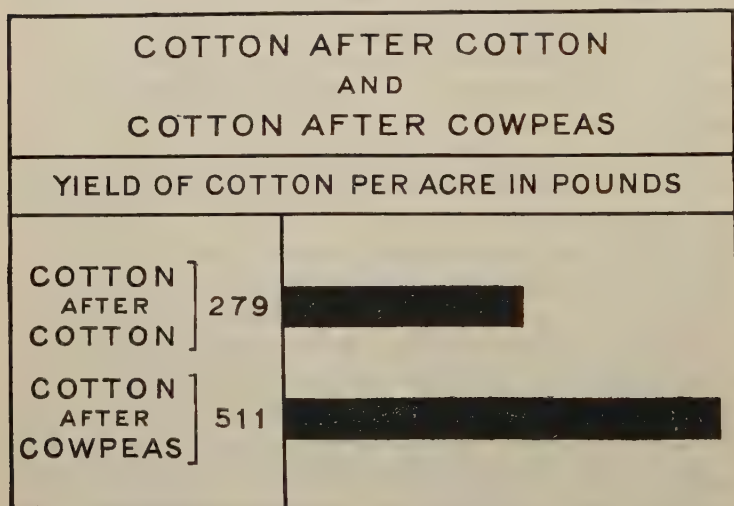 COTTON AFTER COTTON
AND
COTTON AFTER COWPEAS
YIELD OF COTTON PER ACRE IN POUNDS
COTTON
AFTER
COTTON
279
COTTON
AFTER
COWPEAS
511